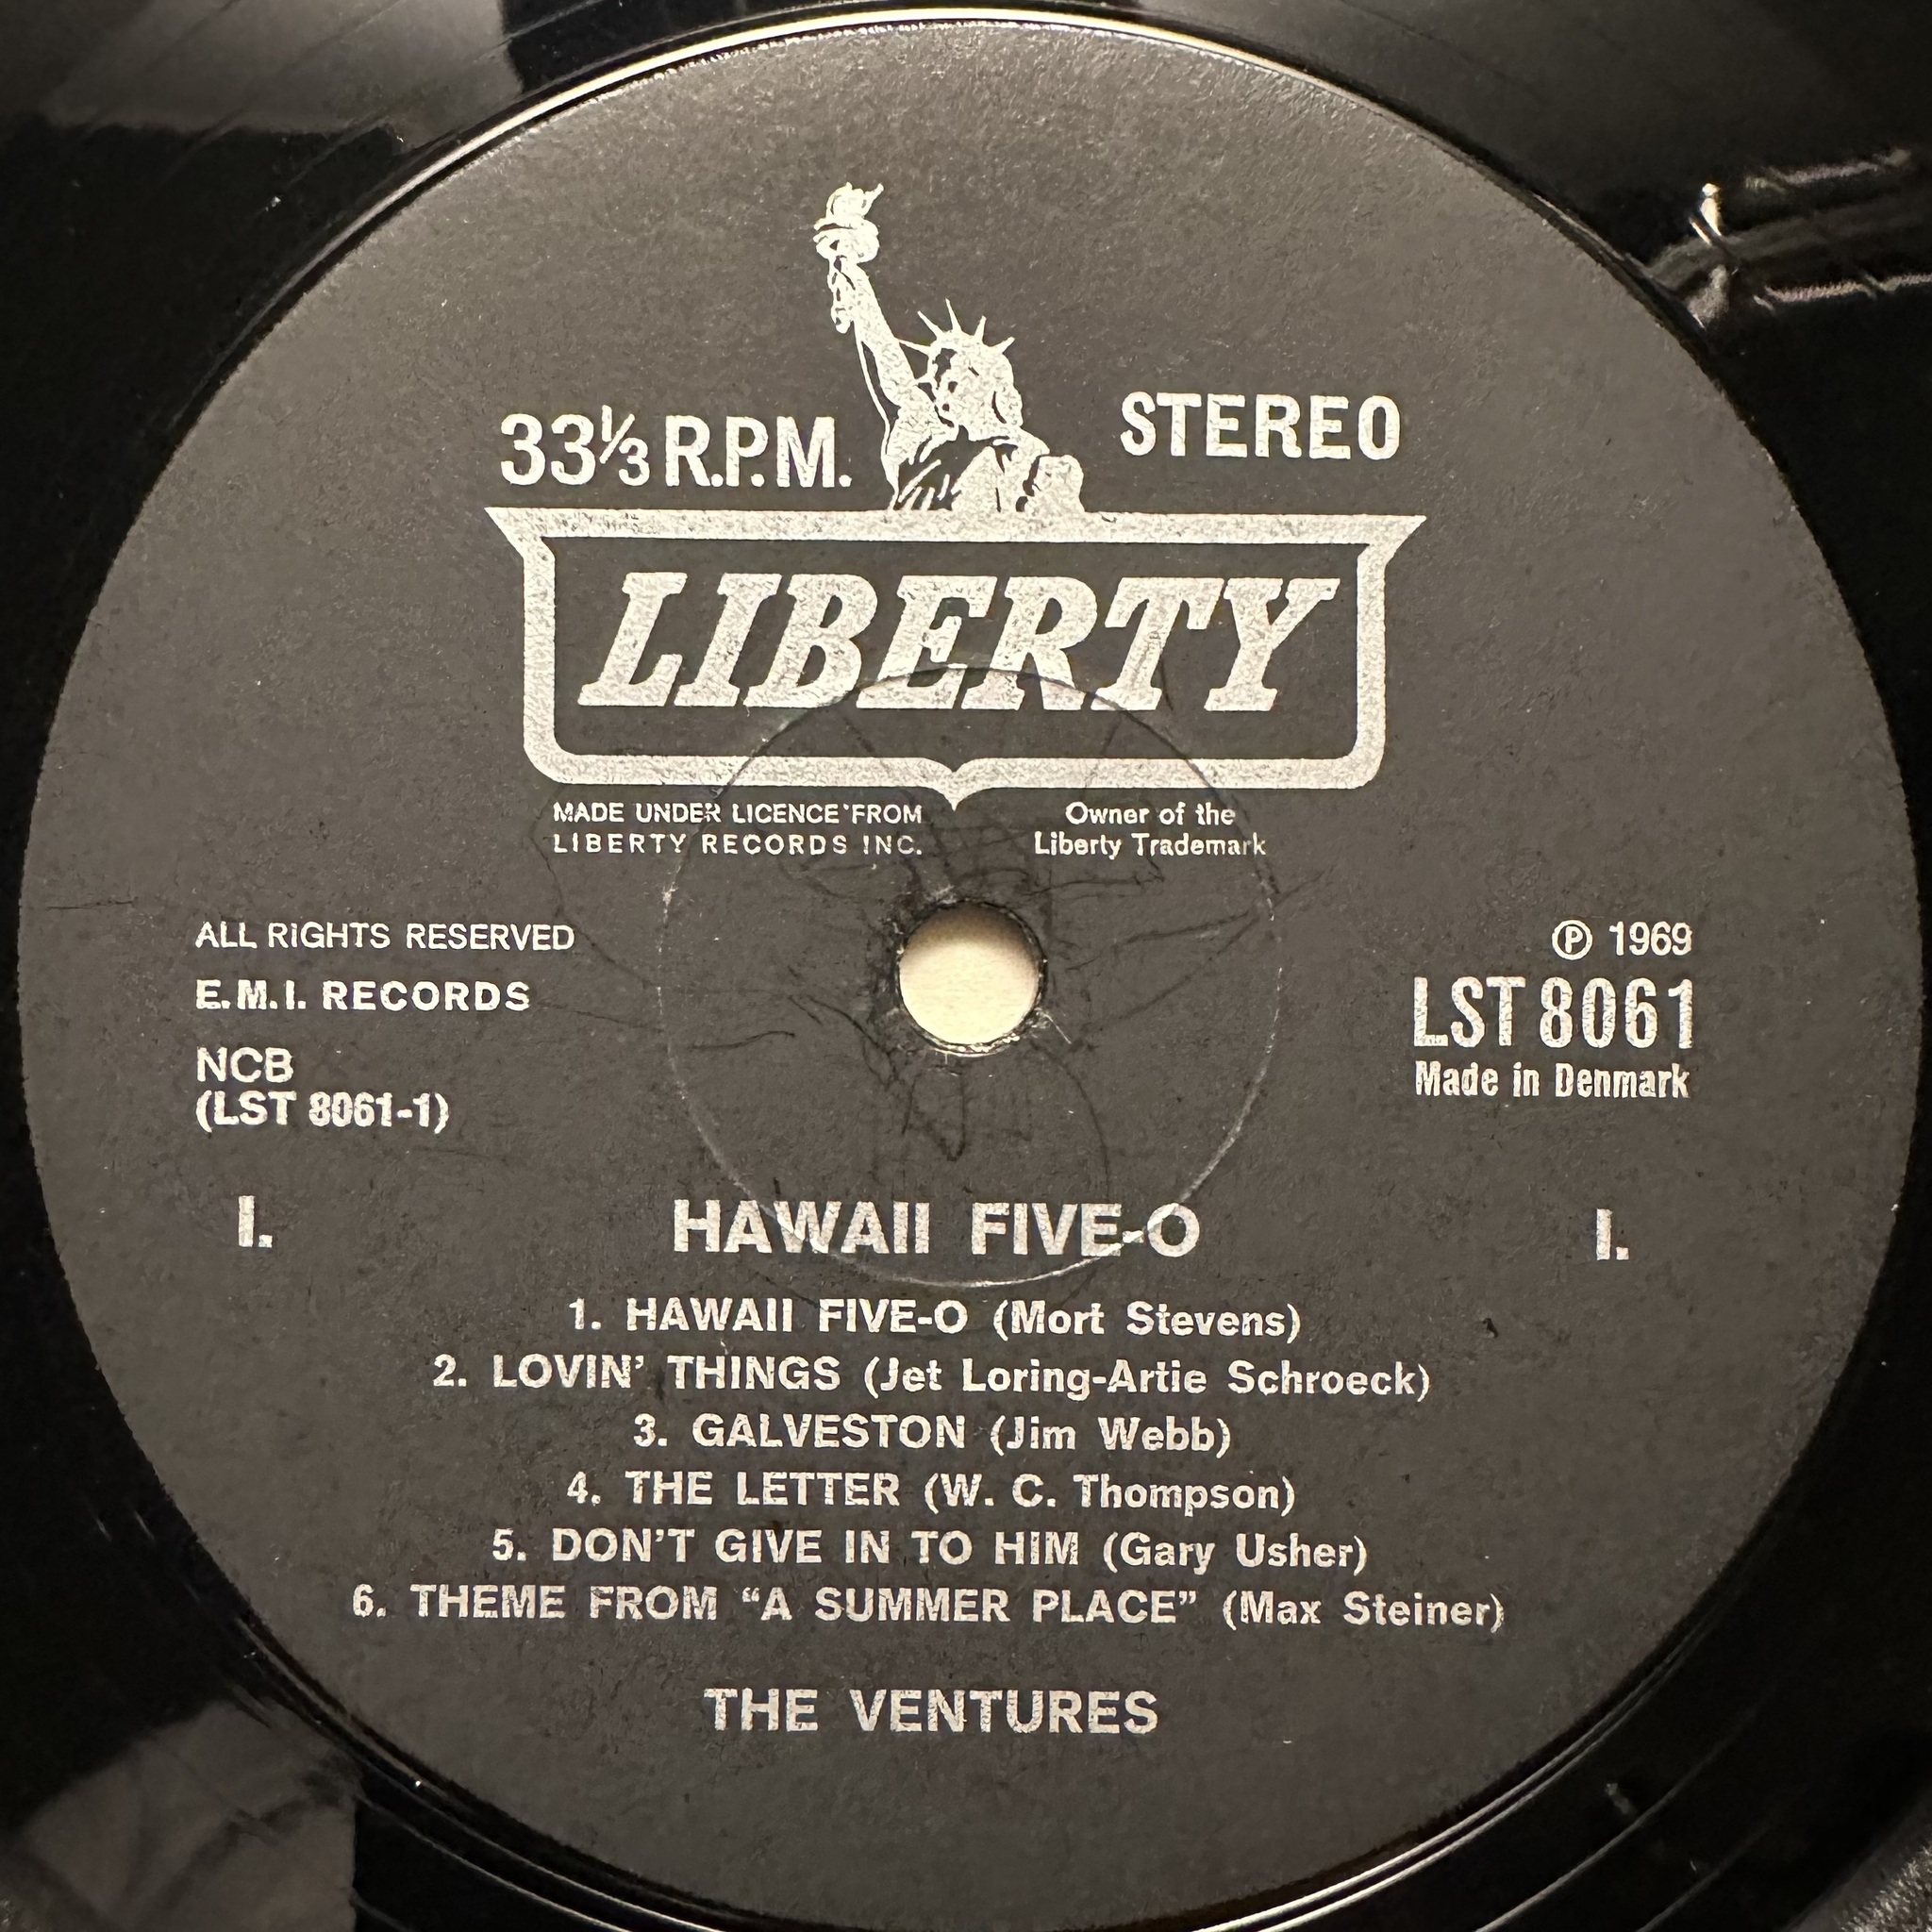 33⅓ R.P.M.
STEREO
LIBERTY
MADE UNDER LICENCE FROM
LIBERTY RECORDS INC.
Owner of the
Liberty Trademark
ALL RIGHTS RESERVED
E.M.I. RECORDS
NCB
(LST 8061-1)
℗ 1969
LST 8061
Made in Denmark
I.
HAWAII FIVE-O
I.
1. HAWAII FIVE-O (Mort Stevens)
2. LOVIN’ THINGS (Jet Loring-Artie Schroeck)
3. GALVESTON (Jim Webb)
4. THE LETTER (W. C. Thompson)
5. DON’T GIVE IN TO HIM (Gary Usher)
6. THEME FROM “A SUMMER PLACE” (Max Steiner)
THE VENTURES